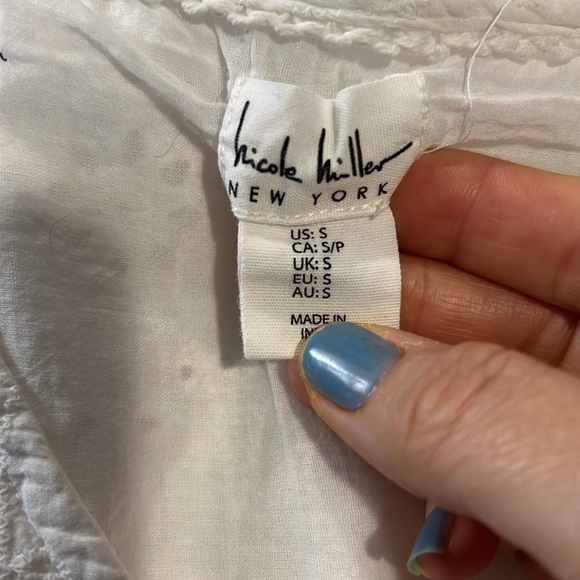 nicole miller
NEW YORK
US: S
CA: S/P
UK: S
EU: S
AU: S
MADE IN